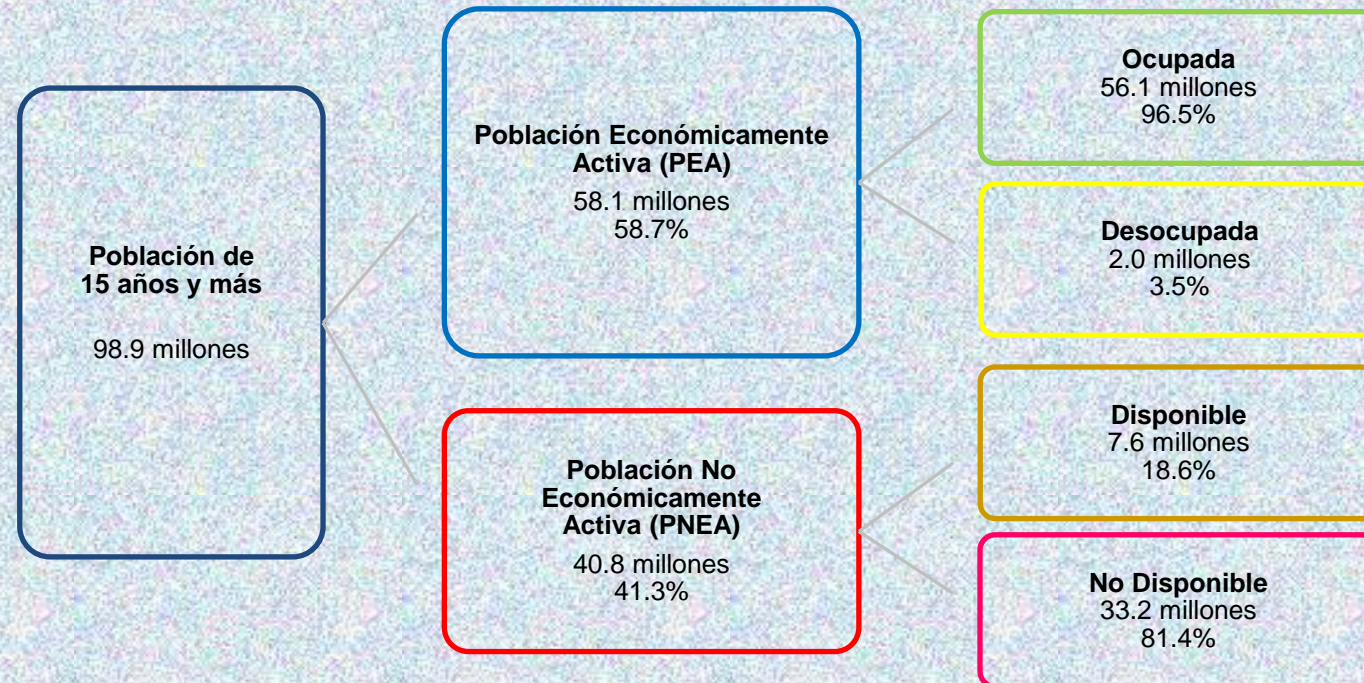 Población de
15 años y más
98.9 millones
Población Económicamente
Activa (PEA)
58.1 millones
58.7%
Población No
Económicamente
Activa (PNEA)
40.8 millones
41.3%
Ocupada
56.1 millones
96.5%
Desocupada
2.0 millones
3.5%
Disponible
7.6 millones
18.6%
No Disponible
33.2 millones
81.4%